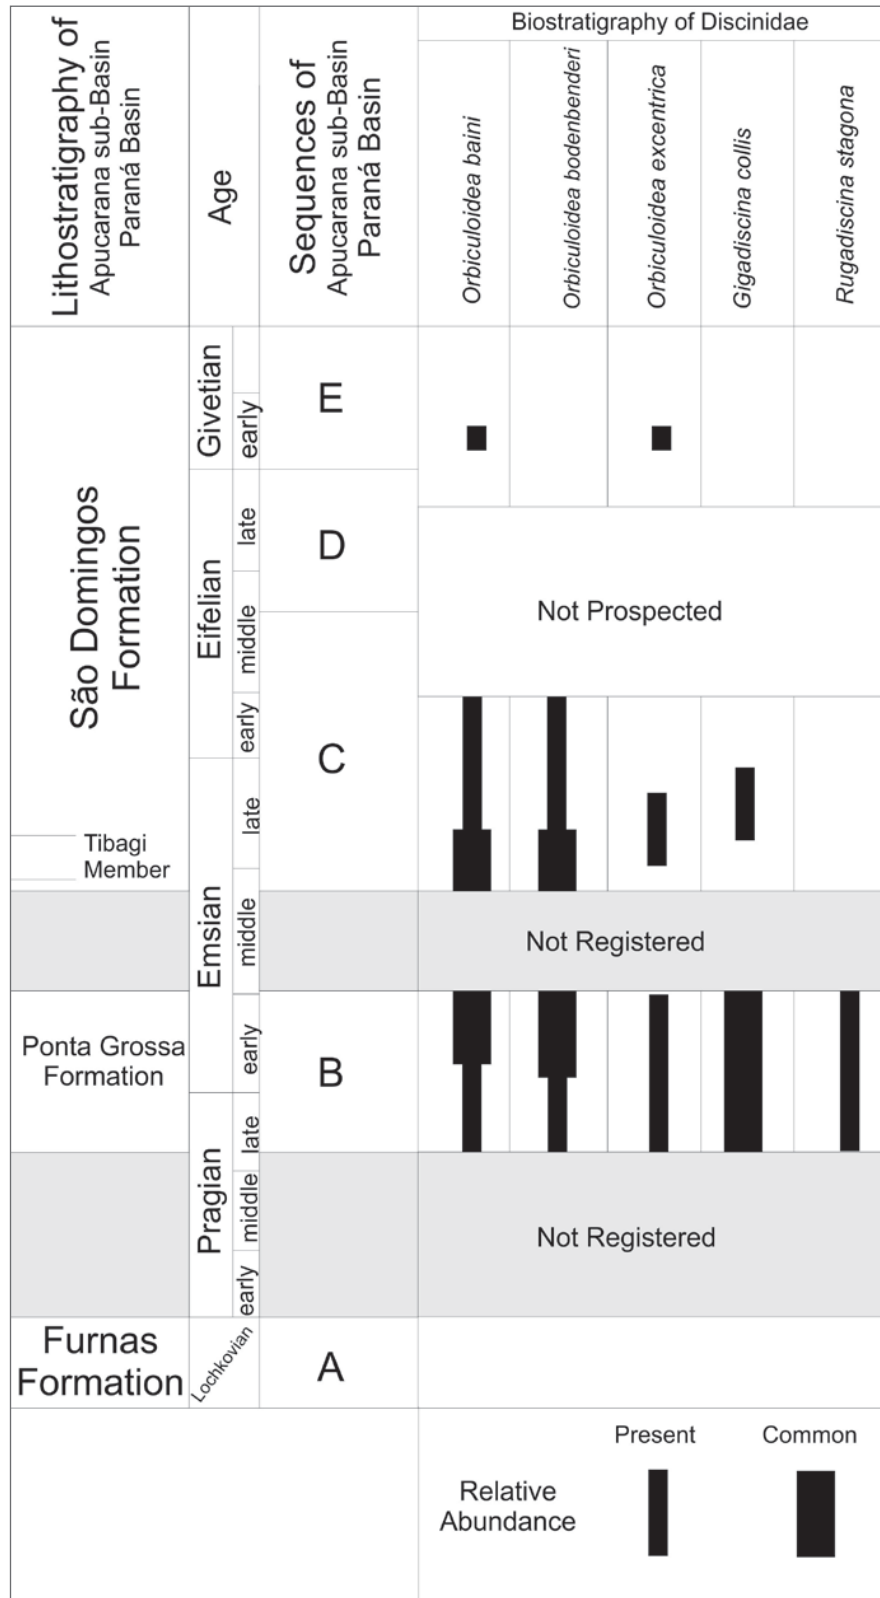 Lithostratigraphy of
Apucarana sub-Basin
Paraná Basin
Age
Sequences of
Apucarana sub-Basin
Paraná Basin
Biostratigraphy of Discinidae
Orbiculoidea baini
Orbiculoidea bodenbenderi
Orbiculoidea excentrica
Gigadiscina collis
Rugadiscina stagona
São Domingos
Formation
Tibagi
Member
Ponta Grossa
Formation
Furnas
Formation
Givetian
early
Eifelian
late
middle
early
Emsian
late
middle
early
Pragian
late
middle
early
Lochkovian
E
D
C
B
A
Not Prospected
Not Registered
Not Registered
Present
Common
Relative
Abundance